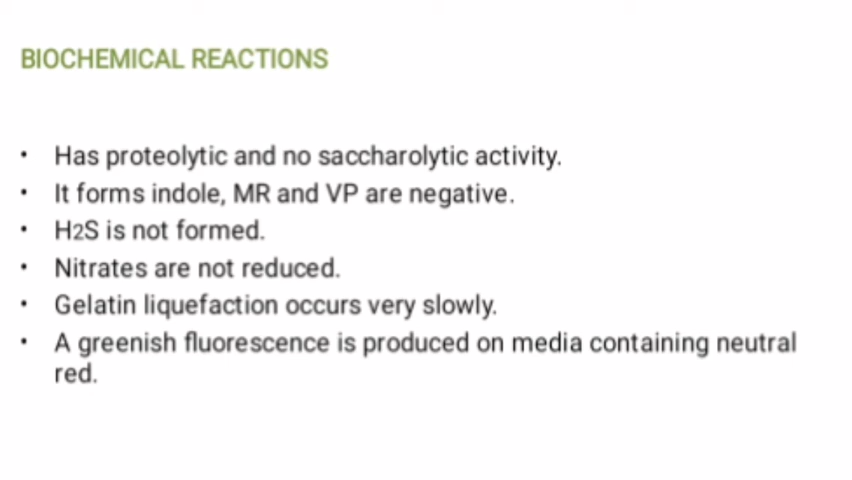 BIOCHEMICAL REACTIONS
• Has proteolytic and no saccharolytic activity.
• It forms indole, MR and VP are negative.
• H2S is not formed.
• Nitrates are not reduced.
• Gelatin liquefaction occurs very slowly.
• A greenish fluorescence is produced on media containing neutral
red.